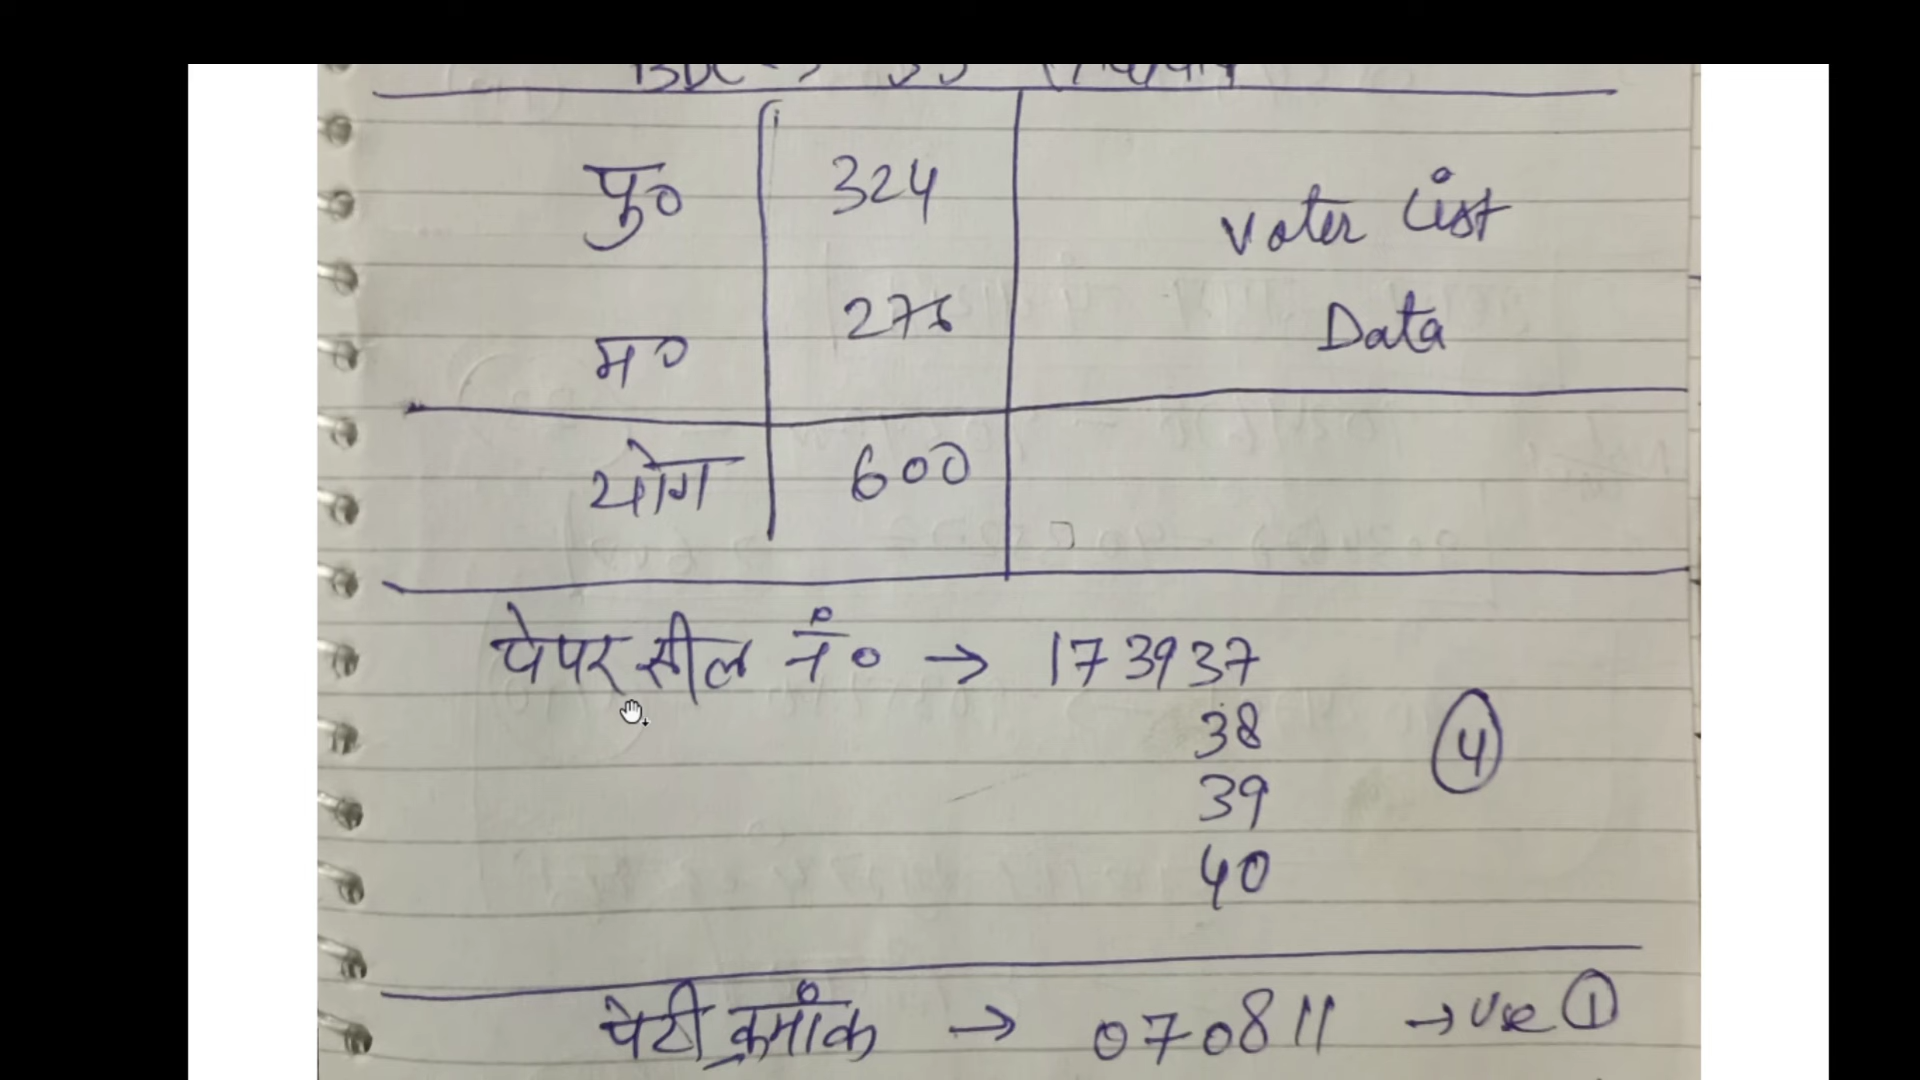 पु० 324 Voter List
म० 276 Data
योग 600
पेपर सील नं० → 173937
38
39 4
40
पेटी क्रमांक → 070811 → Use 1